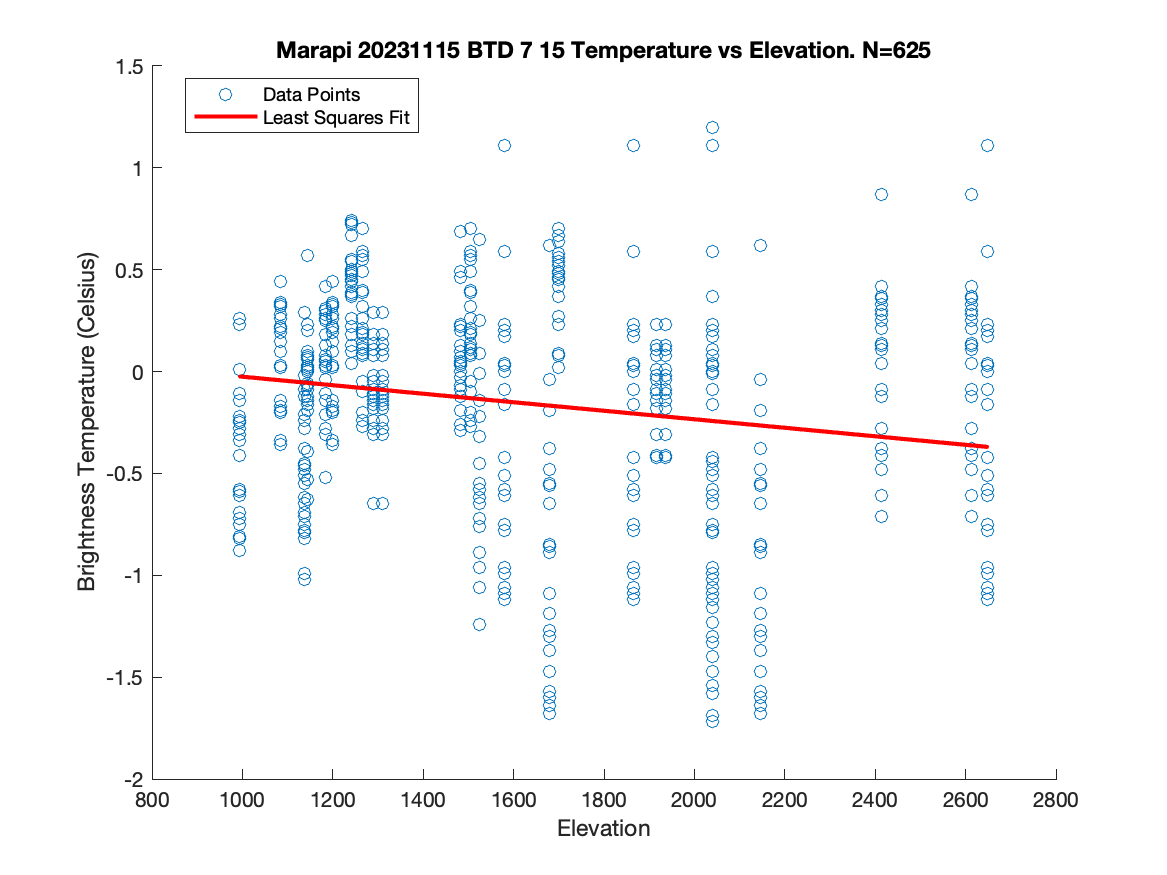 Marapi 20231115 BTD 7 15 Temperature vs Elevation. N=625
Data Points
Least Squares Fit
Brightness Temperature (Celsius)
1.5
1
0.5
0
-0.5
-1
-1.5
-2
800 1000 1200 1400 1600 1800 2000 2200 2400 2600 2800
Elevation